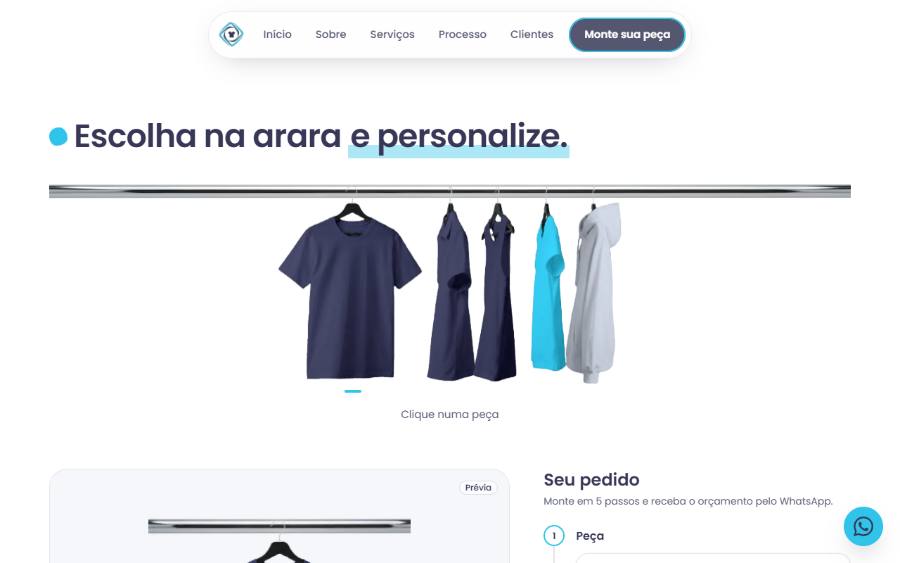 Início
Sobre
Serviços
Processo
Clientes
Monte sua peça
Escolha na arara e personalize.
Clique numa peça
Prévia
Seu pedido
Monte em 5 passos e receba o orçamento pelo WhatsApp.
1 Peça